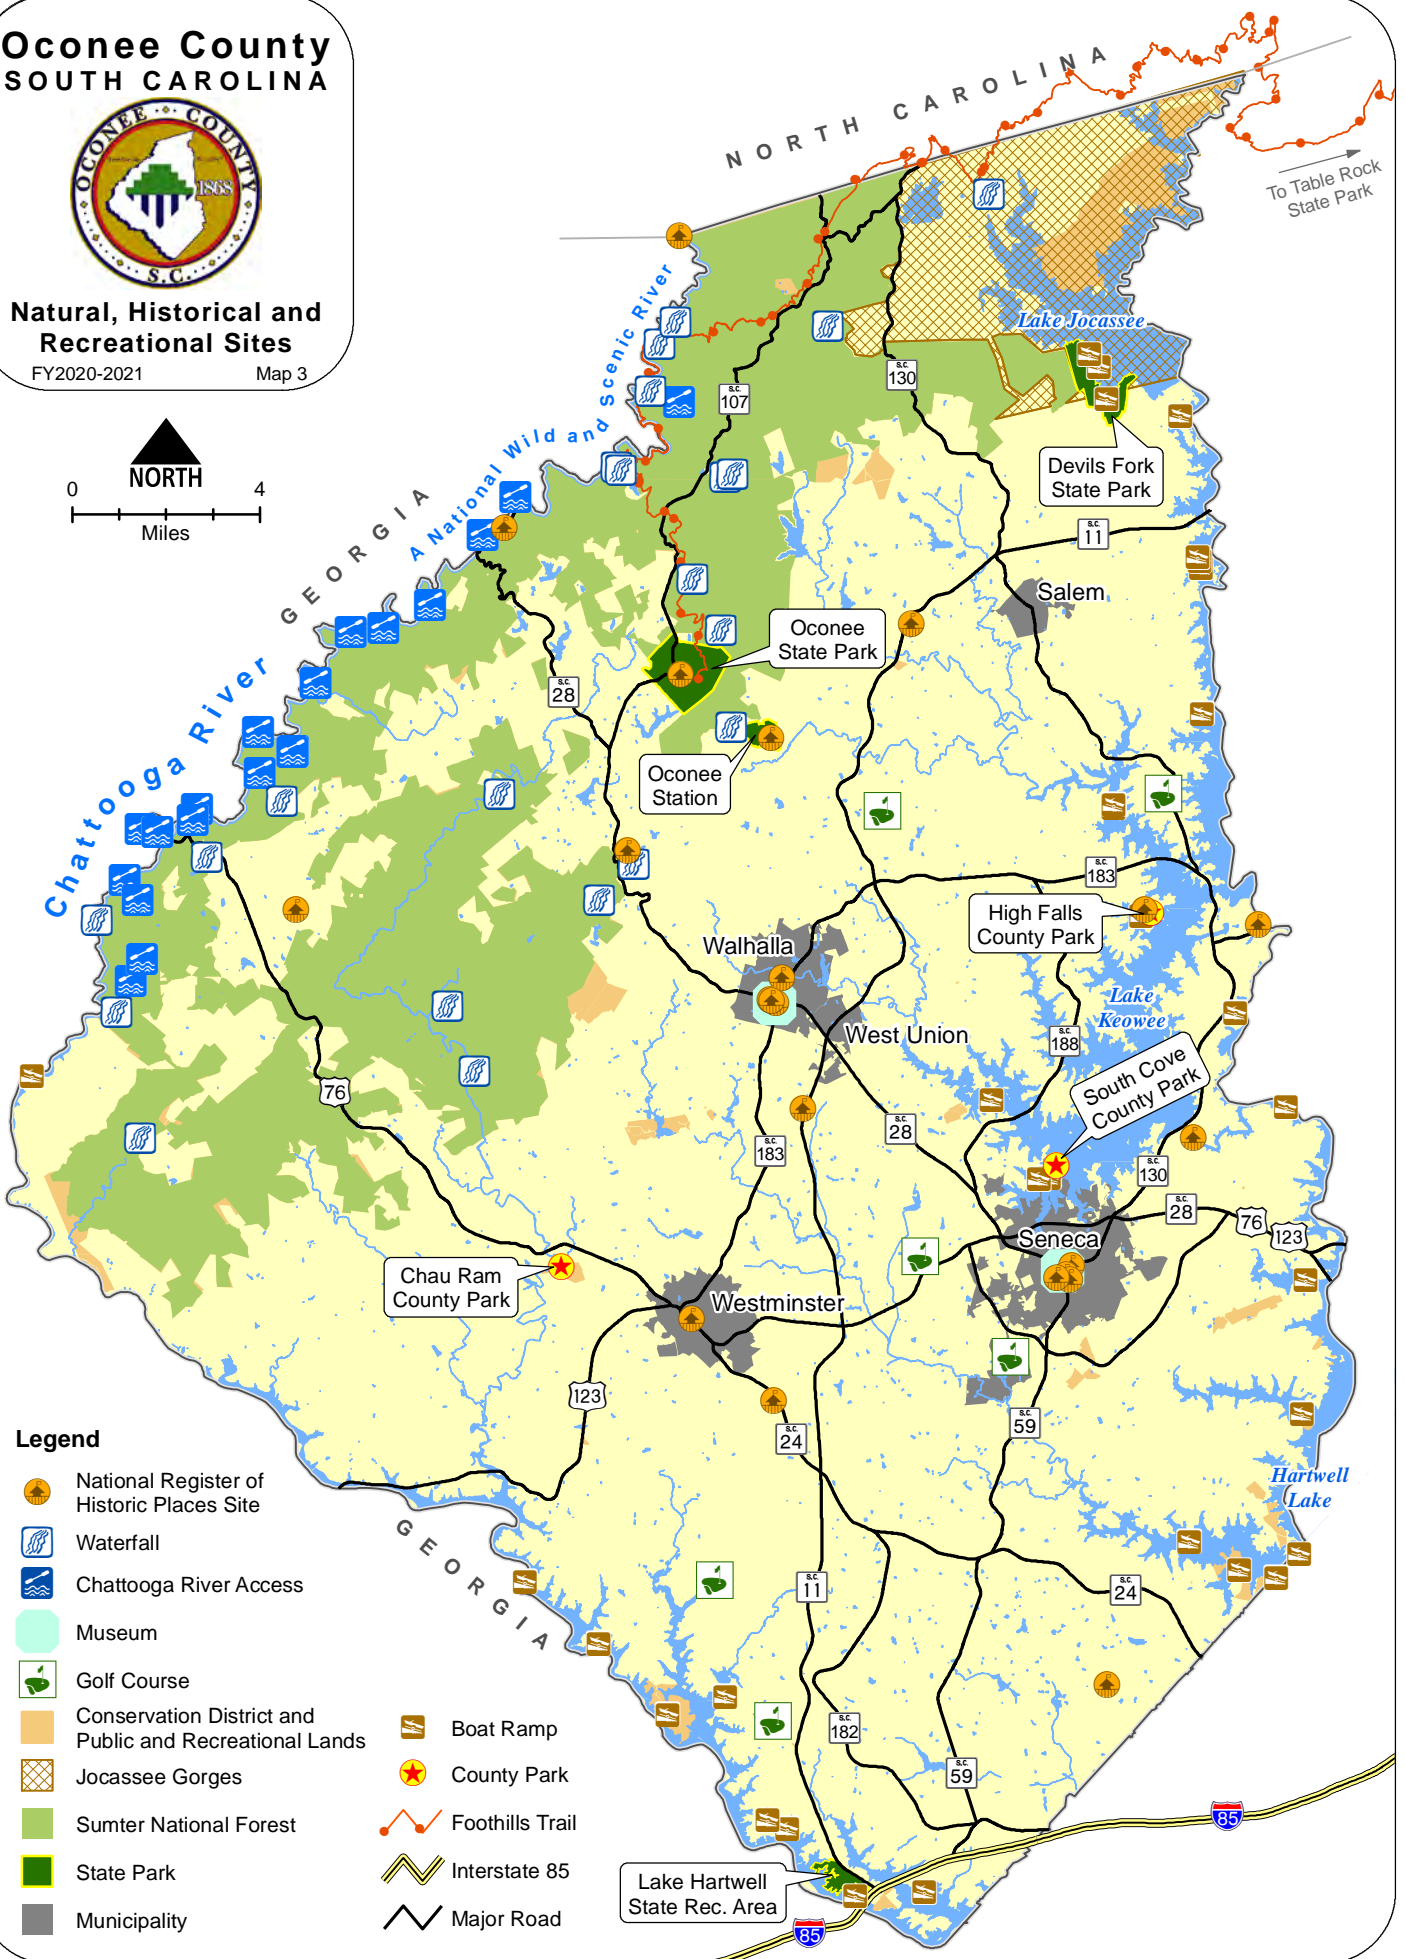 Oconee County
SOUTH CAROLINA
OCONEE COUNTY
1868
S.C.
Natural, Historical and
Recreational Sites
FY2020-2021 Map 3
NORTH
0 4
Miles
NORTH CAROLINA
To Table Rock
State Park
Lake Jocassee
A National Wild and Scenic River
S.C.
107
S.C.
130
Devils Fork
State Park
GEORGIA
S.C.
11
Salem
Oconee
State Park
S.C.
28
Chattooga River
Oconee
Station
S.C.
183
High Falls
County Park
Walhalla
Lake
Keowee
West Union
S.C.
188
South Cove
County Park
76
S.C.
28
S.C.
183
S.C.
130
S.C.
28
76
123
Seneca
Chau Ram
County Park
Westminster
123
S.C.
24
S.C.
59
Hartwell
Lake
GEORGIA
S.C.
11
S.C.
24
S.C.
182
S.C.
59
85
Lake Hartwell
State Rec. Area
85
Legend
National Register of
Historic Places Site
Waterfall
Chattooga River Access
Museum
Golf Course
Conservation District and
Public and Recreational Lands
Jocassee Gorges
Sumter National Forest
State Park
Municipality
Boat Ramp
County Park
Foothills Trail
Interstate 85
Major Road